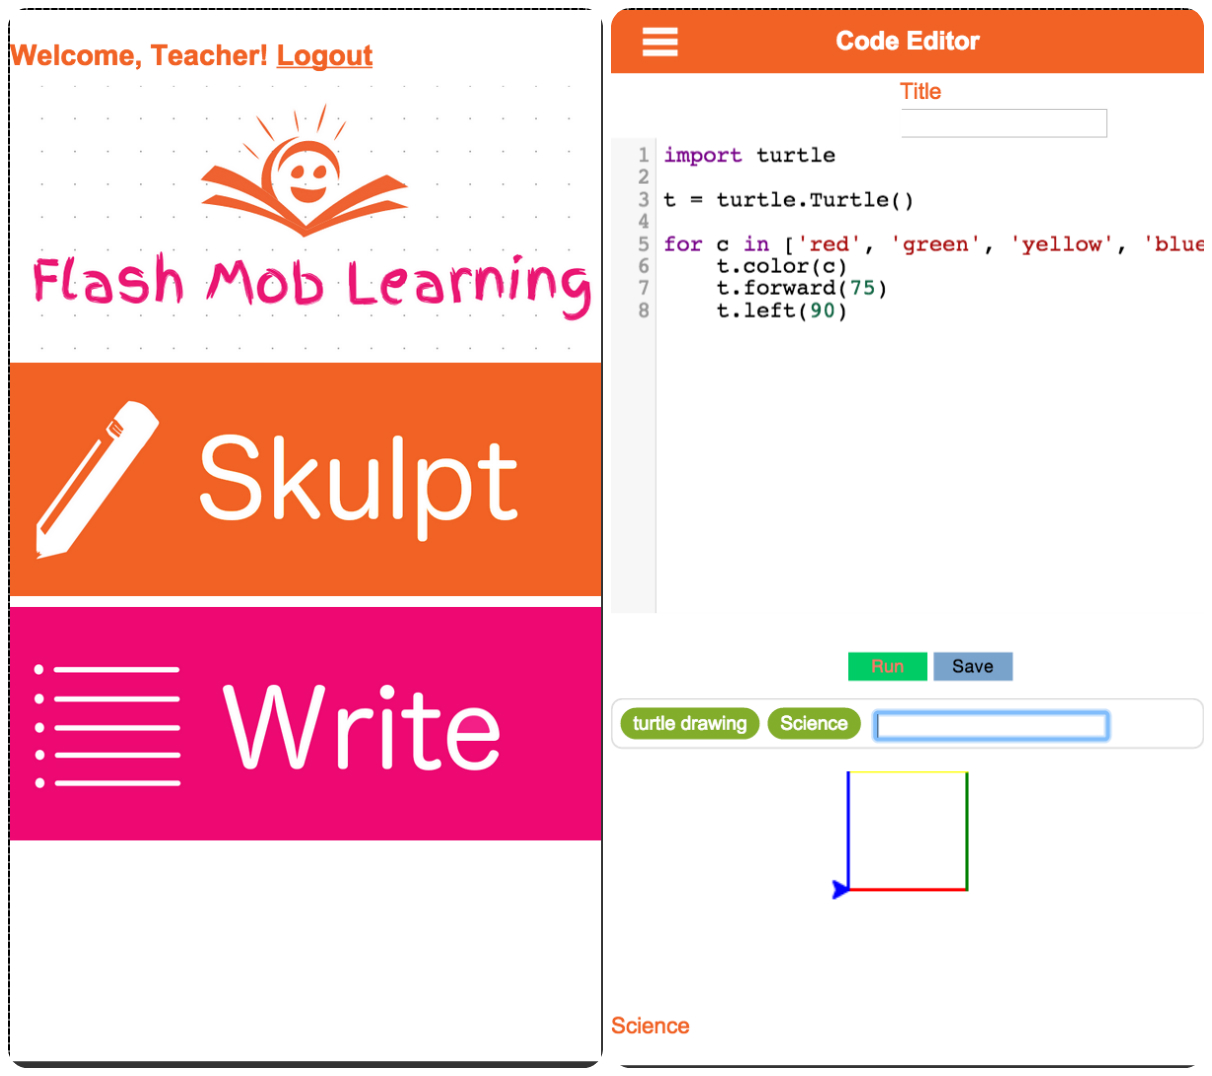 Welcome, Teacher! Logout
Flash Mob Learning
Skulpt
Write
Code Editor
Title
1 import turtle
2
3 t = turtle.Turtle()
4
5 for c in ['red', 'green', 'yellow', 'blue
6     t.color(c)
7     t.forward(75)
8     t.left(90)
Run Save
turtle drawing Science
Science